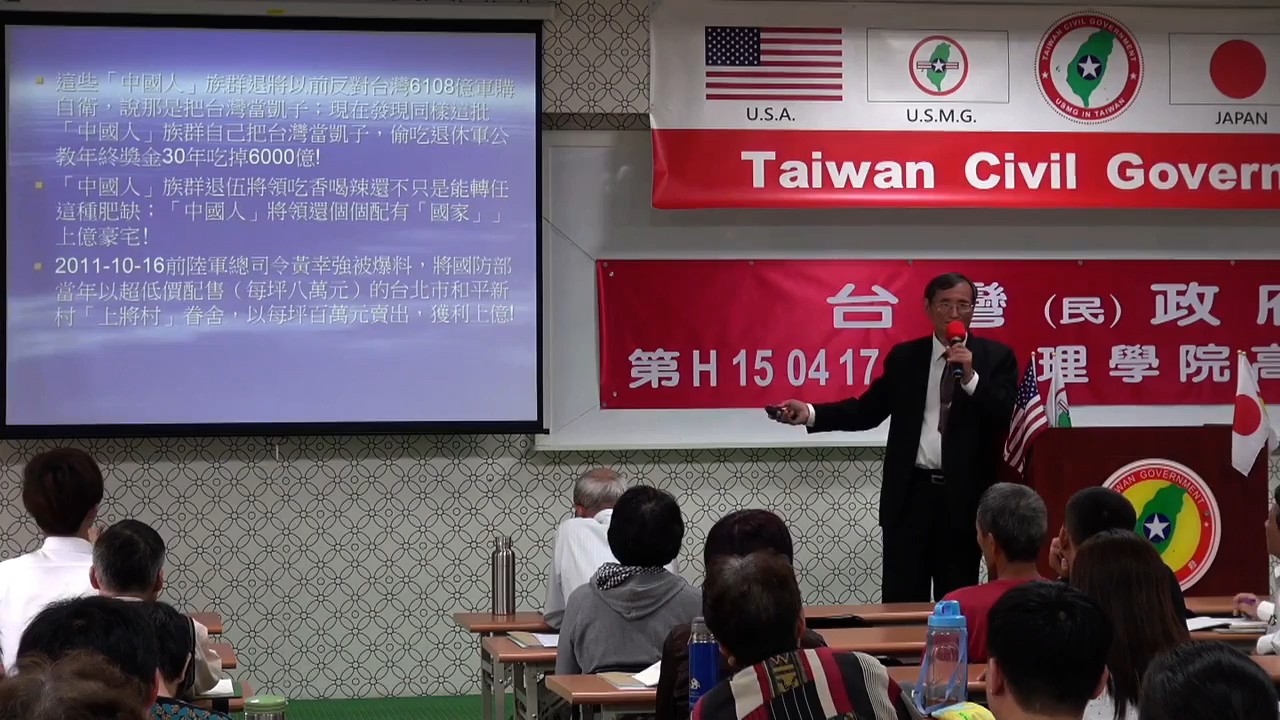 這些「中國人」族群退將以前反對台灣6108億軍購
自衛，說那是把台灣當凱子；現在發現同樣這批
「中國人」族群自己把台灣當凱子，偷吃退休軍公
教年終獎金30年吃掉6000億!
「中國人」族群退伍將領吃香喝辣還不只是能轉任
這種肥缺；「中國人」將領還個個配有「國家」」
上億豪宅!
2011-10-16前陸軍總司令黃幸強被爆料，將國防部
當年以超低價配售（每坪八萬元）的台北市和平新
村「上將村」眷舍，以每坪百萬元賣出，獲利上億!
U.S.A.
U.S.M.G.
TAIWAN CIVIL GOVERNMENT
USMG IN TAIWAN
JAPAN
Taiwan Civil Govern
台 灣 (民) 政 府
第 H 15 04 17 理 學 院 高
TAIWAN GOVERNMENT